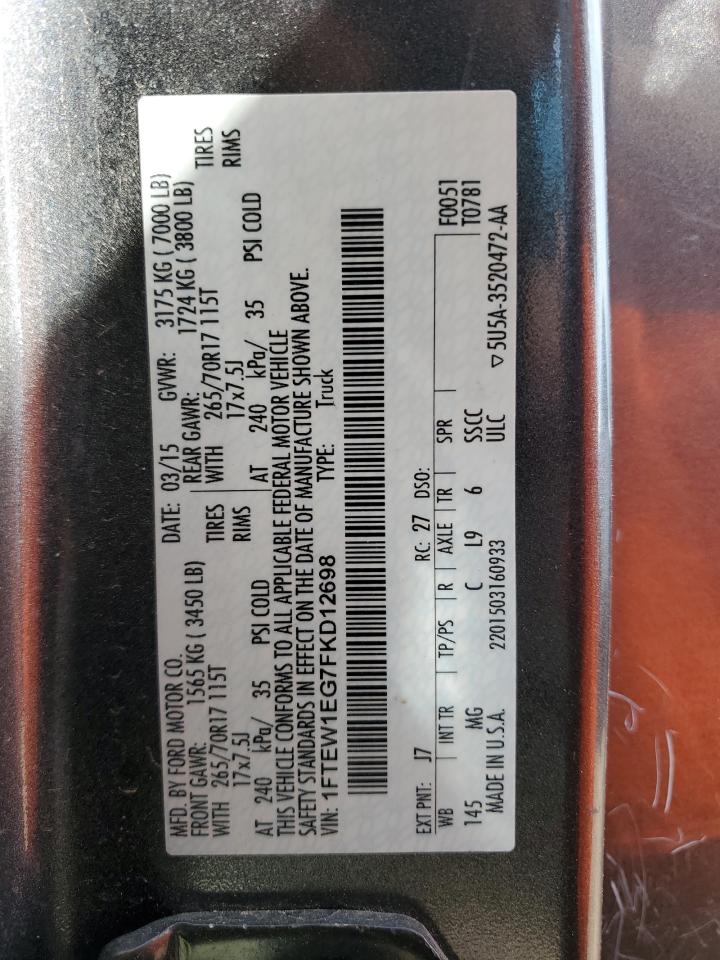 MFD. BY FORD MOTOR CO. DATE: 03/15 GVWR: 3175 KG ( 7000 LB)
FRONT GAWR: 1565 KG ( 3450 LB) REAR GAWR: 1724 KG ( 3800 LB)
WITH 265/70R17 115T TIRES WITH 265/70R17 115T TIRES
17x7.5J RIMS 17x7.5J RIMS
AT 240 kPa/ 35 PSI COLD AT 240 kPa/ 35 PSI COLD
THIS VEHICLE CONFORMS TO ALL APPLICABLE FEDERAL MOTOR VEHICLE
SAFETY STANDARDS IN EFFECT ON THE DATE OF MANUFACTURE SHOWN ABOVE.
VIN: 1FTEW1EG7FKD12698 TYPE: Truck
EXT PNT: J7 RC: 27 DSO:
WB INT TR TP/PS R AXLE TR SPR F0051
145 MG C L9 6 SSCC T0781
MADE IN U.S.A. 2201503160933 ULC ▽ 5U5A-3520472-AA